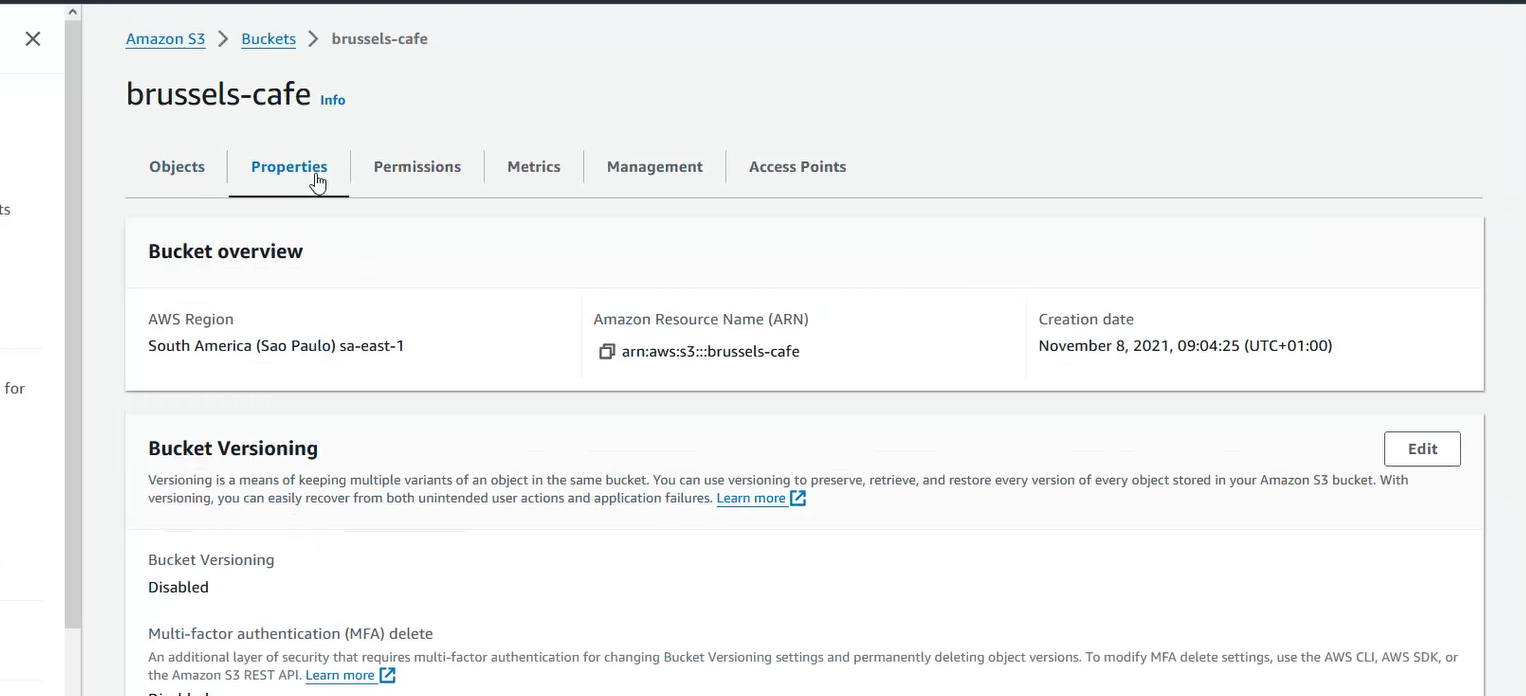 Amazon S3 > Buckets > brussels-cafe
brussels-cafe Info
Objects Properties Permissions Metrics Management Access Points
ts
Bucket overview
AWS Region
South America (Sao Paulo) sa-east-1
Amazon Resource Name (ARN)
arn:aws:s3:::brussels-cafe
Creation date
November 8, 2021, 09:04:25 (UTC+01:00)
for
Bucket Versioning
Edit
Versioning is a means of keeping multiple variants of an object in the same bucket. You can use versioning to preserve, retrieve, and restore every version of every object stored in your Amazon S3 bucket. With
versioning, you can easily recover from both unintended user actions and application failures. Learn more
Bucket Versioning
Disabled
Multi-factor authentication (MFA) delete
An additional layer of security that requires multi-factor authentication for changing Bucket Versioning settings and permanently deleting object versions. To modify MFA delete settings, use the AWS CLI, AWS SDK, or
the Amazon S3 REST API. Learn more